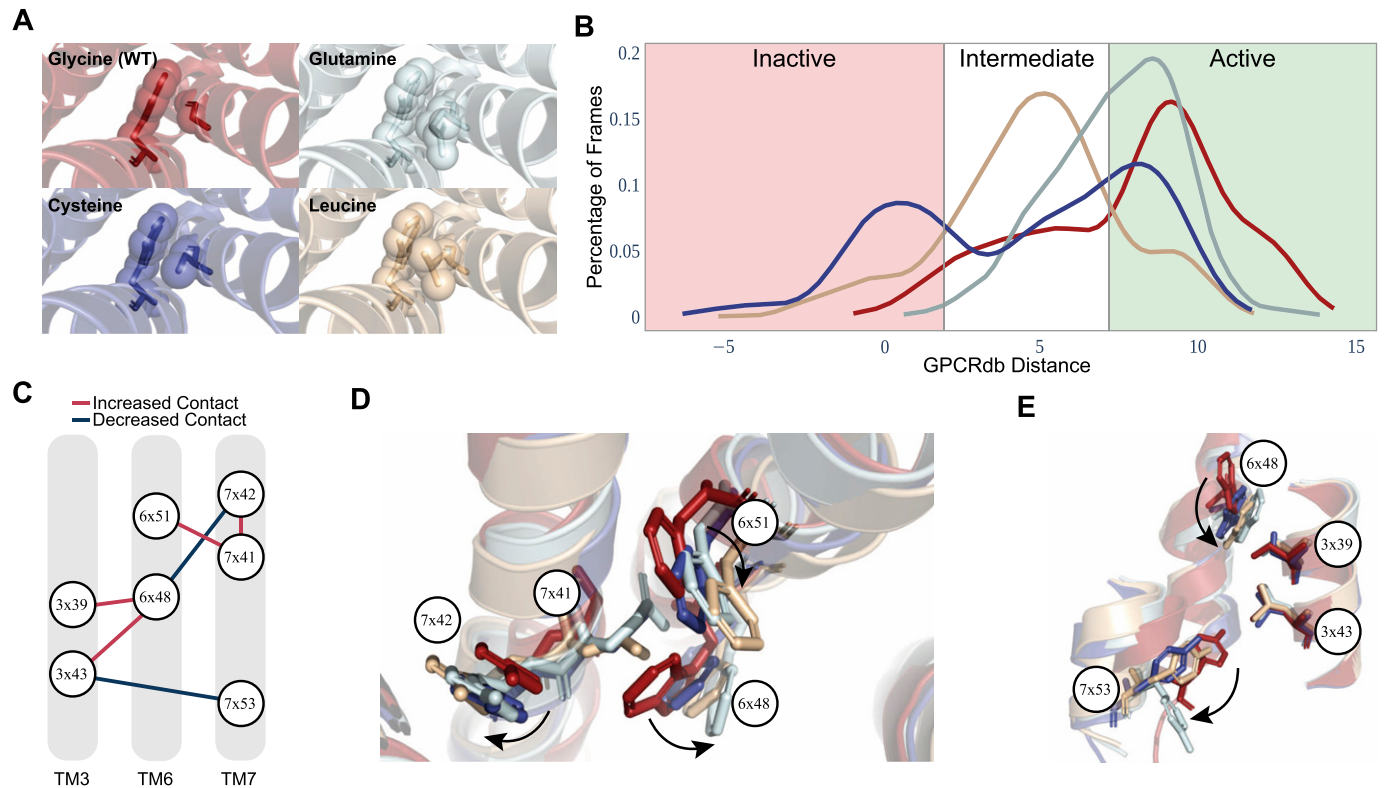 A
Glycine (WT)
Glutamine
Cysteine
Leucine
B
Inactive
Intermediate
Active
Percentage of Frames
0.2
0.15
0.1
0.05
0
−5
0
5
10
15
GPCRdb Distance
C
Increased Contact
Decreased Contact
7x42
6x51
7x41
3x39
6x48
3x43
7x53
TM3
TM6
TM7
D
6x51
7x41
7x42
6x48
E
6x48
3x39
3x43
7x53